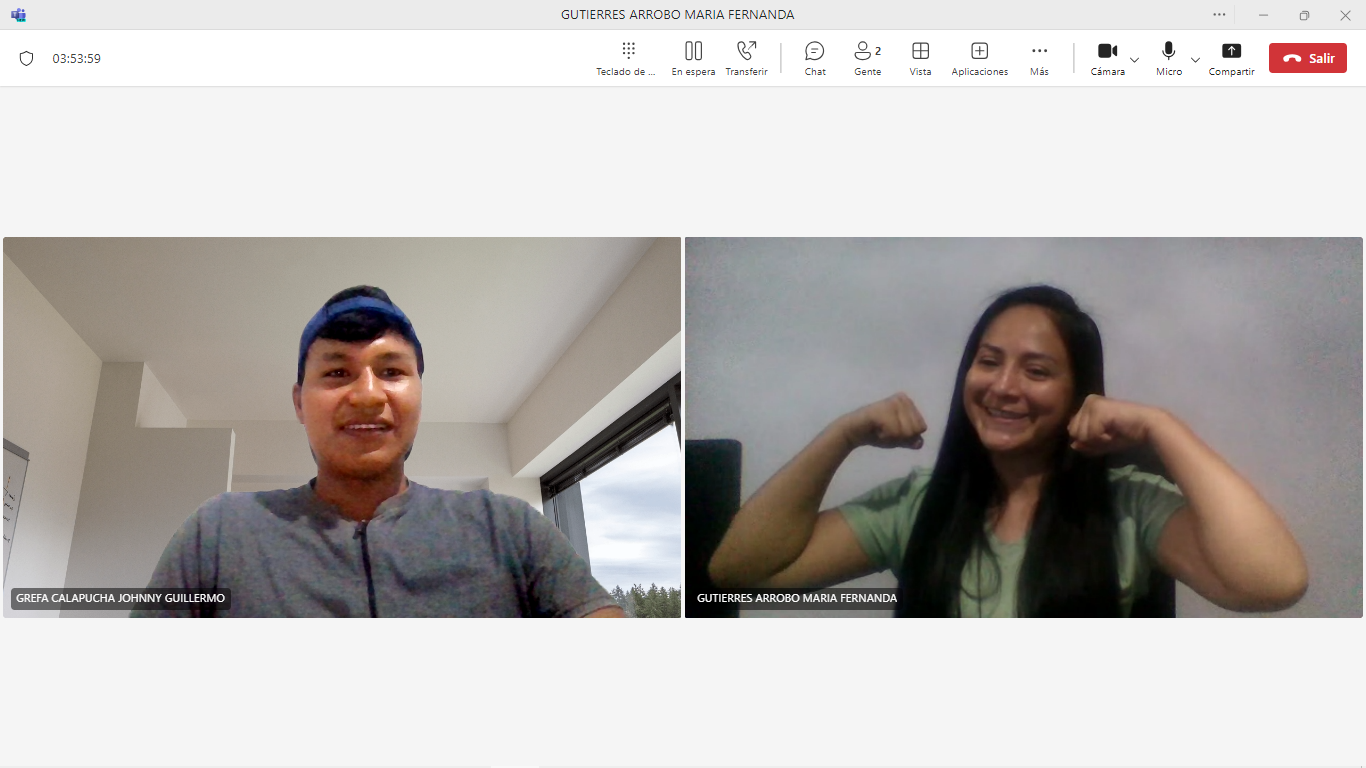 GUTIERRES ARROBO MARIA FERNANDA
03:53:59
Teclado de ...
En espera
Transferir
Chat
2
Gente
Vista
Aplicaciones
Más
Cámara
Micro
Compartir
Salir
GREFA CALAPUCHA JOHNNY GUILLERMO
GUTIERRES ARROBO MARIA FERNANDA